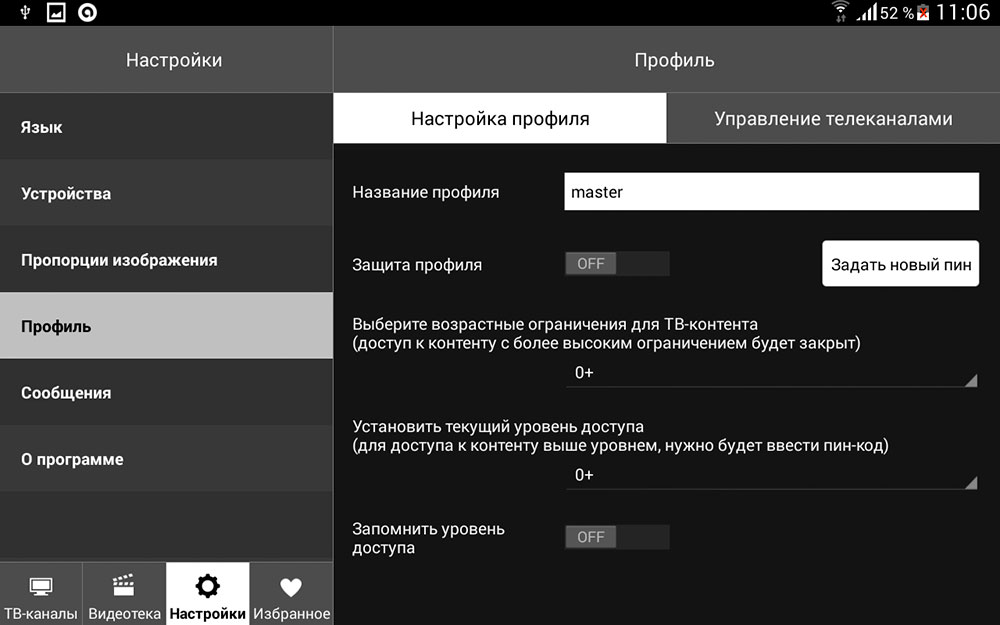 52 % 11:06
Настройки
Профиль
Язык
Устройства
Пропорции изображения
Профиль
Сообщения
О программе
Настройка профиля
Управление телеканалами
Название профиля
master
Защита профиля
OFF
Задать новый пин
Выберите возрастные ограничения для ТВ-контента
(доступ к контенту с более высоким ограничением будет закрыт)
0+
Установить текущий уровень доступа
(для доступа к контенту выше уровнем, нужно будет ввести пин-код)
0+
Запомнить уровень
доступа
OFF
ТВ-каналы
Видеотека
Настройки
Избранное